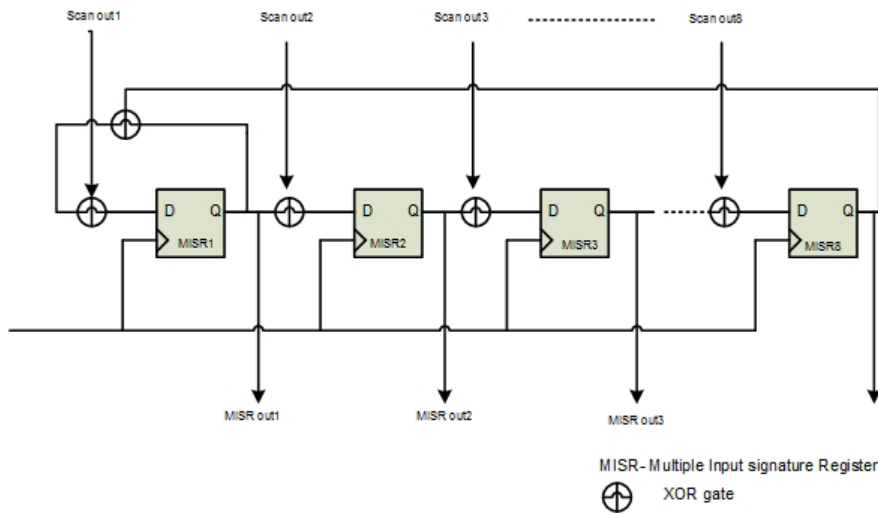 Scan out1
Scan out2
Scan out3
Scan out8
D Q
MISR1
D Q
MISR2
D Q
MISR3
D Q
MISR8
MISR out1
MISR out2
MISR out3
MISR- Multiple Input signature Register
XOR gate